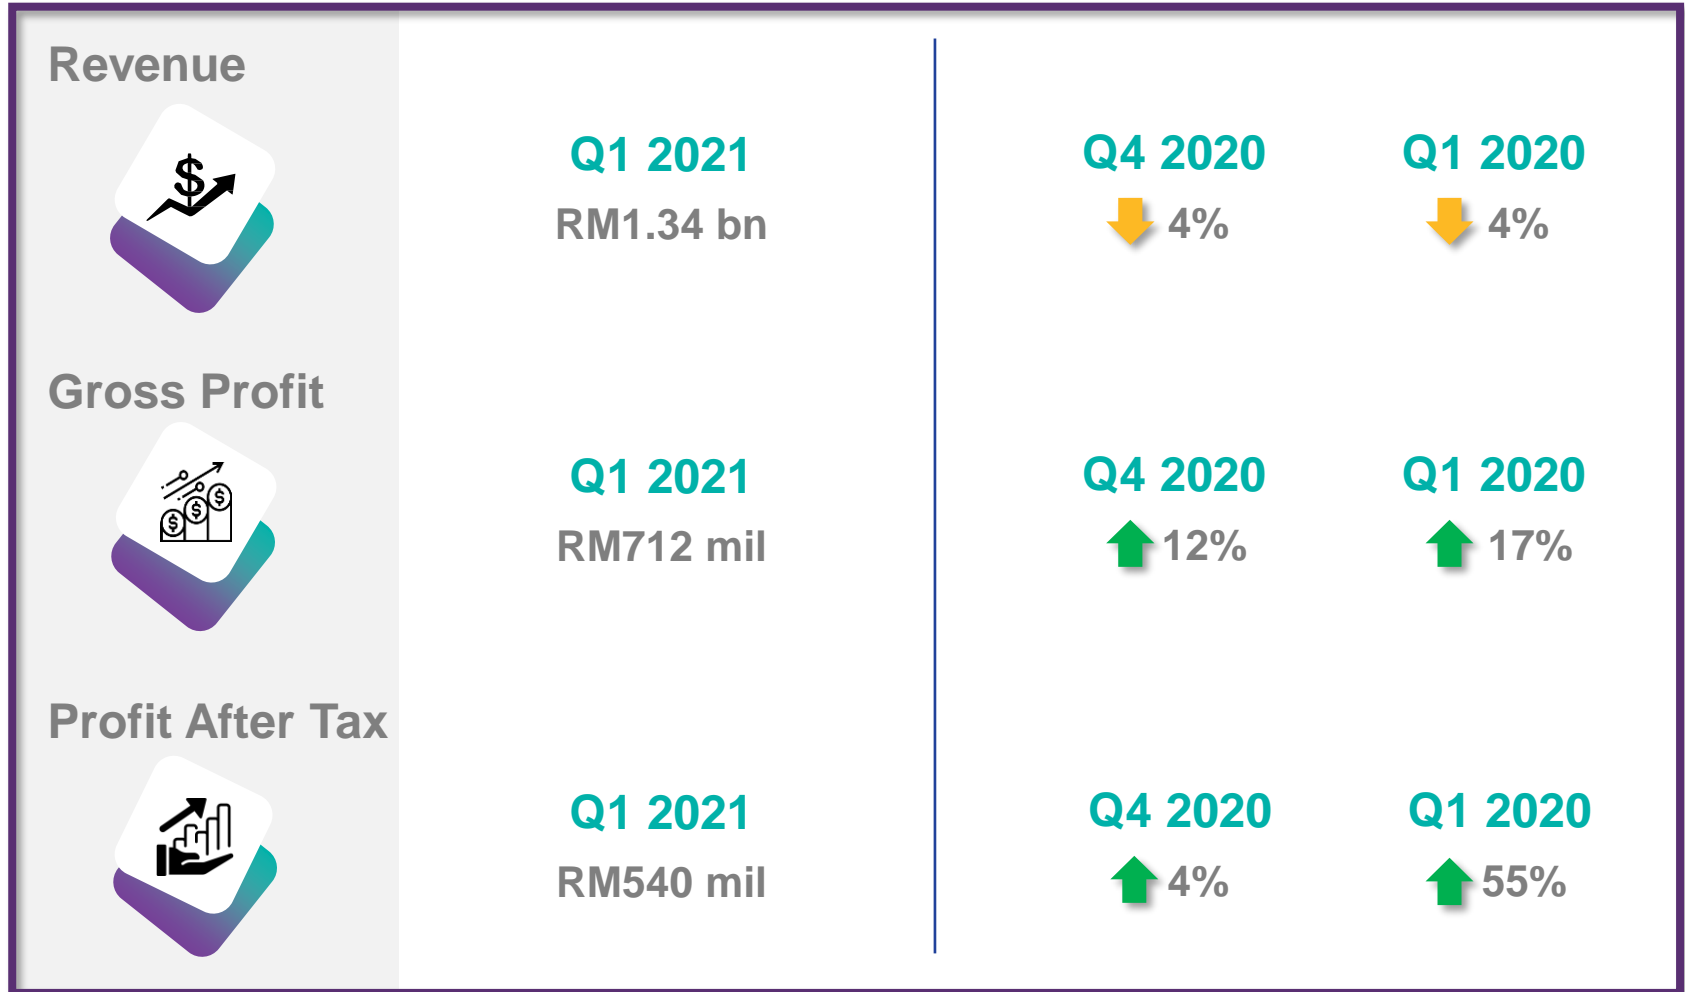 Revenue
Q1 2021
Q4 2020
Q1 2020
RM1.34 bn
4%
4%
Gross Profit
Q1 2021
Q4 2020
Q1 2020
RM712 mil
12%
17%
Profit After Tax
Q1 2021
Q4 2020
Q1 2020
RM540 mil
4%
55%